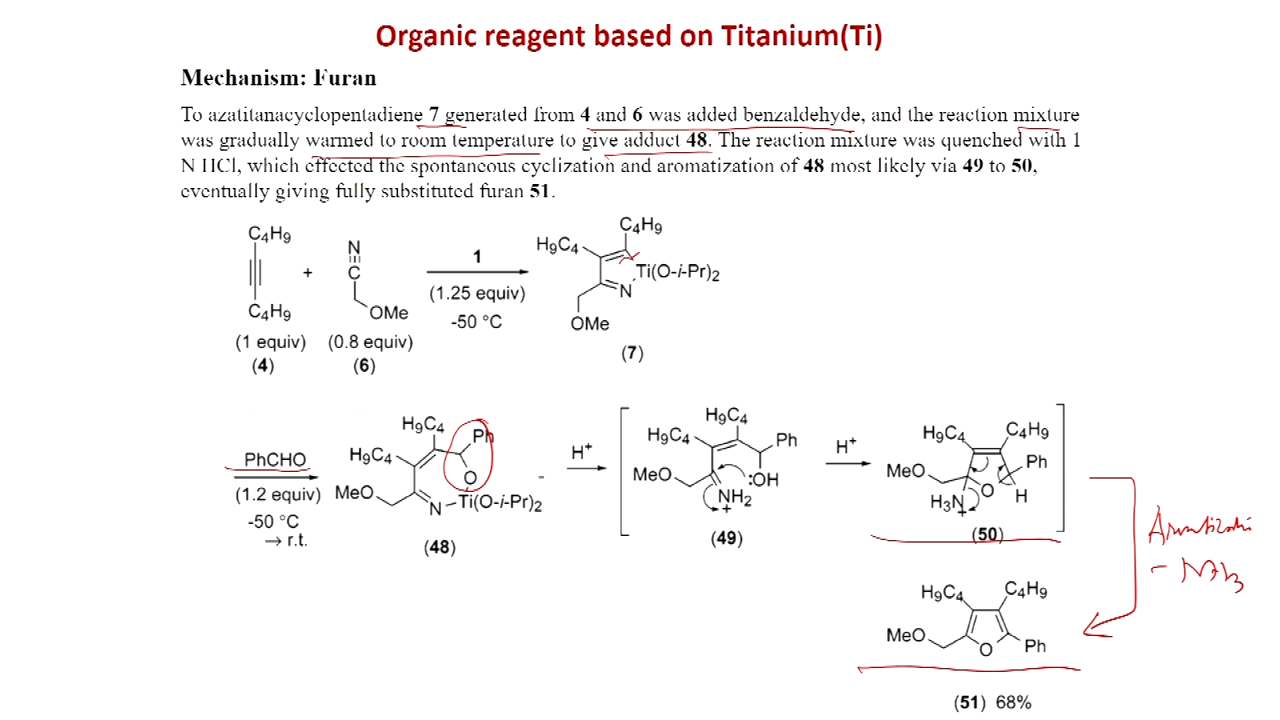 Organic reagent based on Titanium(Ti)
Mechanism: Furan
To azatitanacyclopentadiene 7 generated from 4 and 6 was added benzaldehyde, and the reaction mixture
was gradually warmed to room temperature to give adduct 48. The reaction mixture was quenched with 1
N HCl, which effected the spontaneous cyclization and aromatization of 48 most likely via 49 to 50,
eventually giving fully substituted furan 51.
C₄H₉
C₄H₉
(1 equiv)
(4)
+
N
C
OMe
(0.8 equiv)
(6)
1
(1.25 equiv)
-50 °C
H₉C₄
C₄H₉
Ti(O-i-Pr)₂
N
OMe
(7)
PhCHO
(1.2 equiv)
-50 °C
→ r.t.
H₉C₄
Ph
H₉C₄
O
MeO
N
Ti(O-i-Pr)₂
(48)
H⁺
H₉C₄
H₉C₄
Ph
MeO
:OH
NH₂
+
(49)
H⁺
H₉C₄
C₄H₉
MeO
Ph
O
H
H₃N
+
(50)
- NH₃
H₉C₄
C₄H₉
MeO
O
Ph
(51) 68%